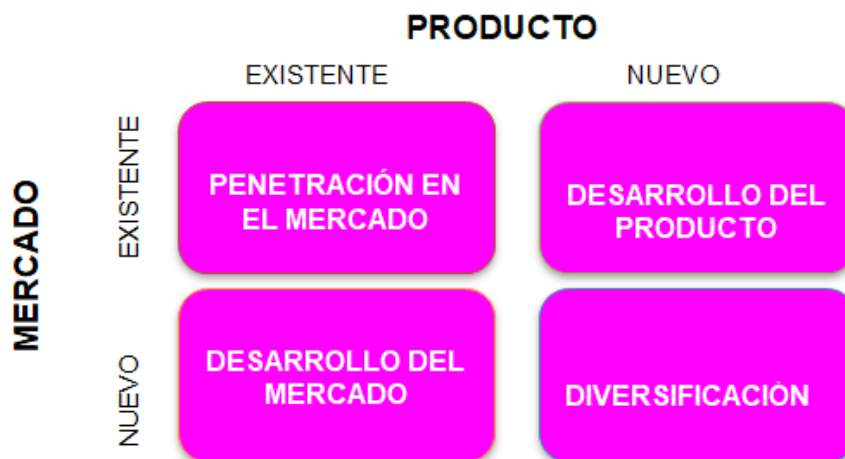 PRODUCTO
EXISTENTE
NUEVO
MERCADO
EXISTENTE
PENETRACIÓN EN
EL MERCADO
DESARROLLO DEL
PRODUCTO
NUEVO
DESARROLLO DEL
MERCADO
DIVERSIFICACIÓN